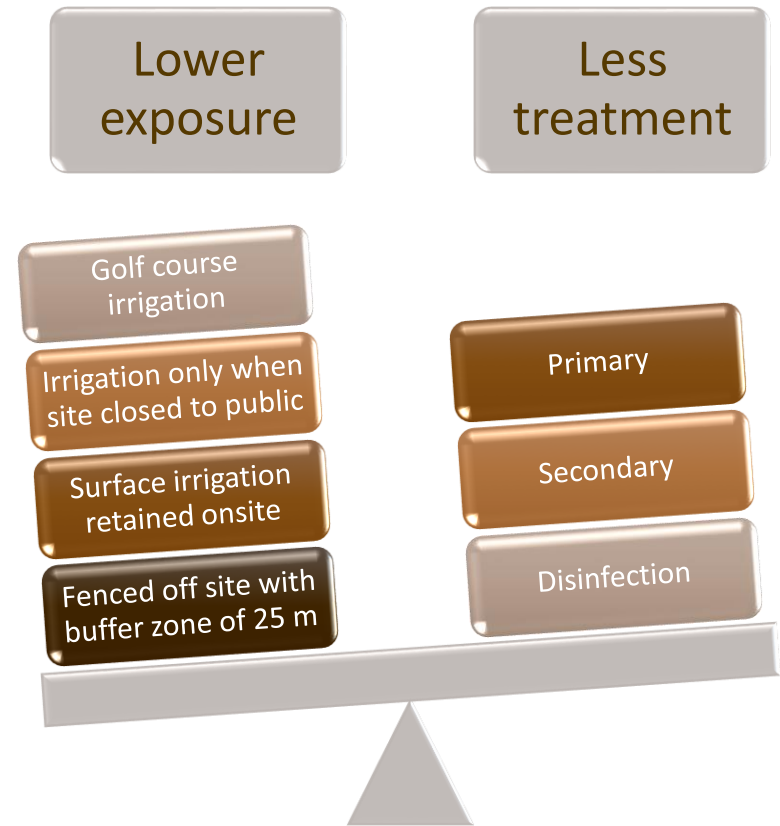 Lower
exposure
Less
treatment
Golf course
irrigation
Irrigation only when
site closed to public
Surface irrigation
retained onsite
Fenced off site with
buffer zone of 25 m
Primary
Secondary
Disinfection